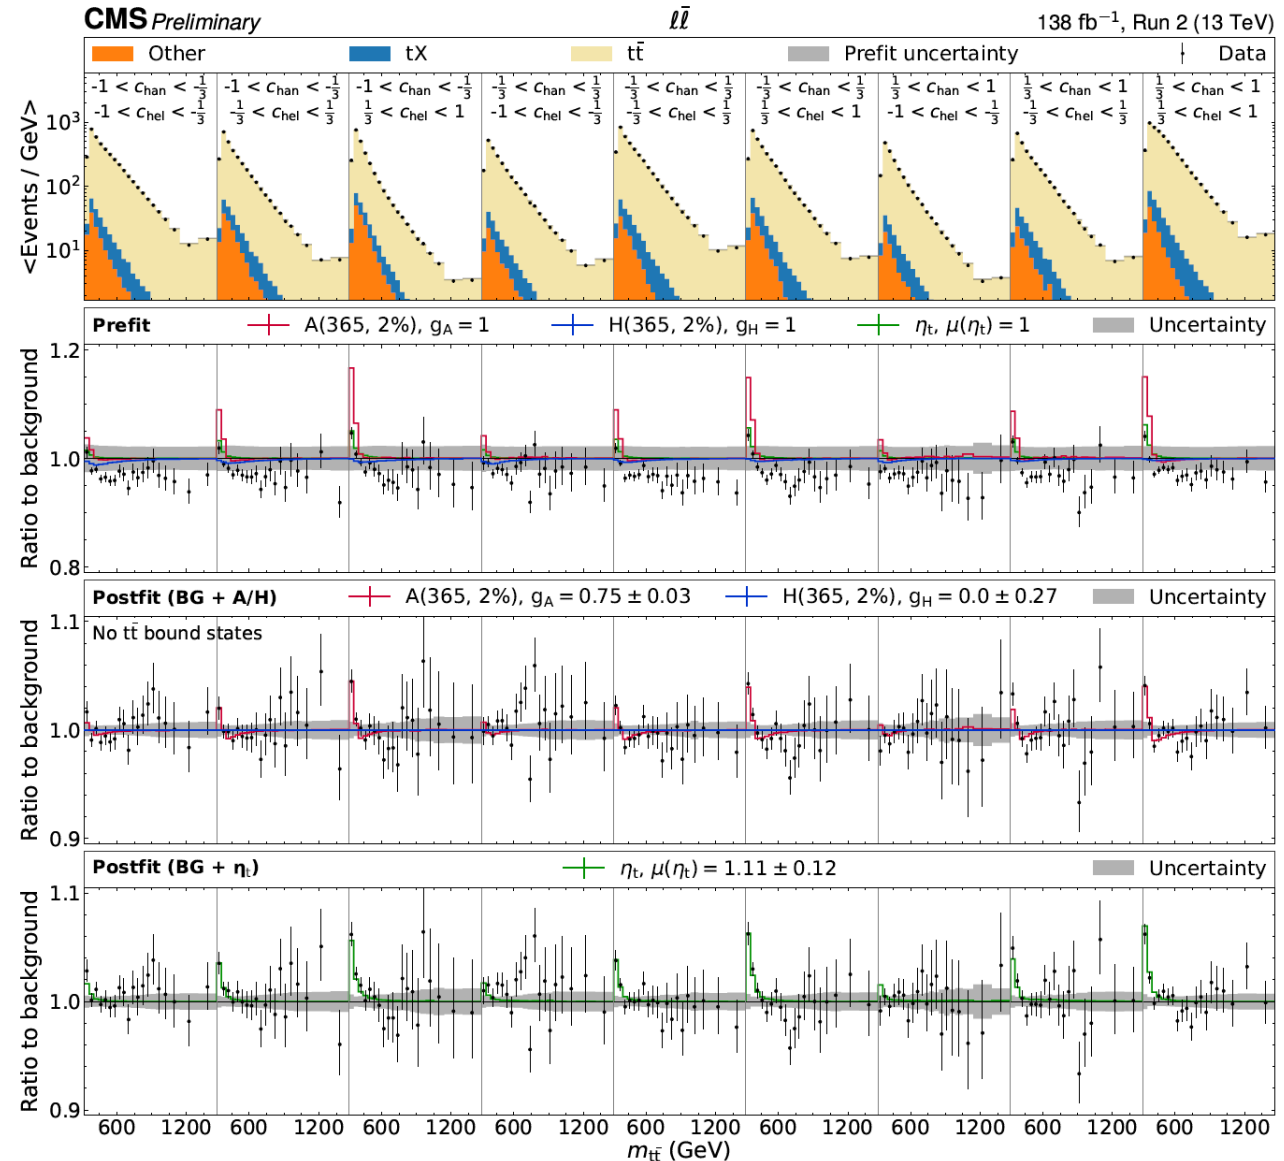 CMS Preliminary ℓℓ̄ 138 fb⁻¹, Run 2 (13 TeV)
Other tX tt̄ Prefit uncertainty Data
-1 < c_han < -1/3 -1 < c_han < -1/3 -1 < c_han < -1/3 -1/3 < c_han < 1/3 -1/3 < c_han < 1/3 -1/3 < c_han < 1/3 1/3 < c_han < 1 1/3 < c_han < 1 1/3 < c_han < 1
-1 < c_hel < -1/3 -1/3 < c_hel < 1/3 1/3 < c_hel < 1 -1 < c_hel < -1/3 -1/3 < c_hel < 1/3 1/3 < c_hel < 1 -1 < c_hel < -1/3 -1/3 < c_hel < 1/3 1/3 < c_hel < 1
<Events / GeV>
10³
10²
10¹
Prefit A(365, 2%), g_A = 1 H(365, 2%), g_H = 1 η_t, μ(η_t) = 1 Uncertainty
Ratio to background
1.2
1.0
0.8
Postfit (BG + A/H) A(365, 2%), g_A = 0.75 ± 0.03 H(365, 2%), g_H = 0.0 ± 0.27 Uncertainty
No tt̄ bound states
Ratio to background
1.1
1.0
0.9
Postfit (BG + η_t) η_t, μ(η_t) = 1.11 ± 0.12 Uncertainty
Ratio to background
1.1
1.0
0.9
600 1200 600 1200 600 1200 600 1200 600 1200 600 1200 600 1200 600 1200 600 1200
m_tt̄ (GeV)